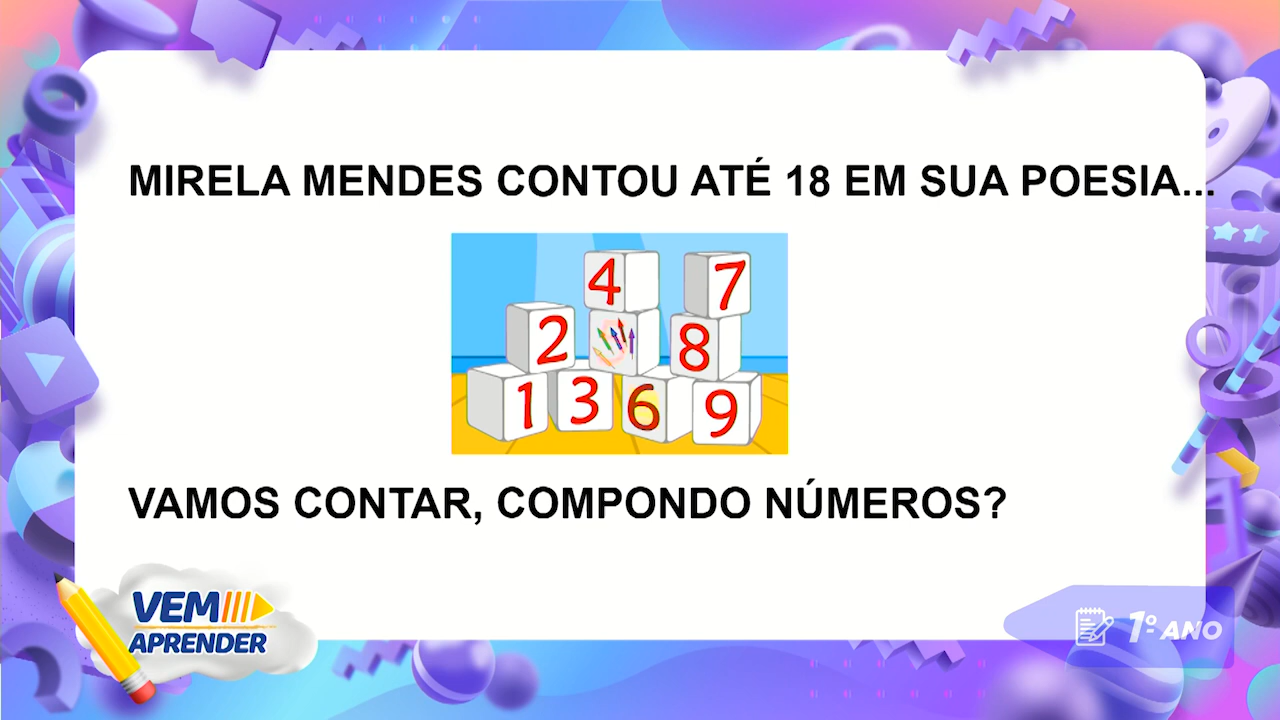 MIRELA MENDES CONTOU ATÉ 18 EM SUA POESIA...
4 7
2 8
1 3 6 9
VAMOS CONTAR, COMPONDO NÚMEROS?
VEM
APRENDER
1º ANO